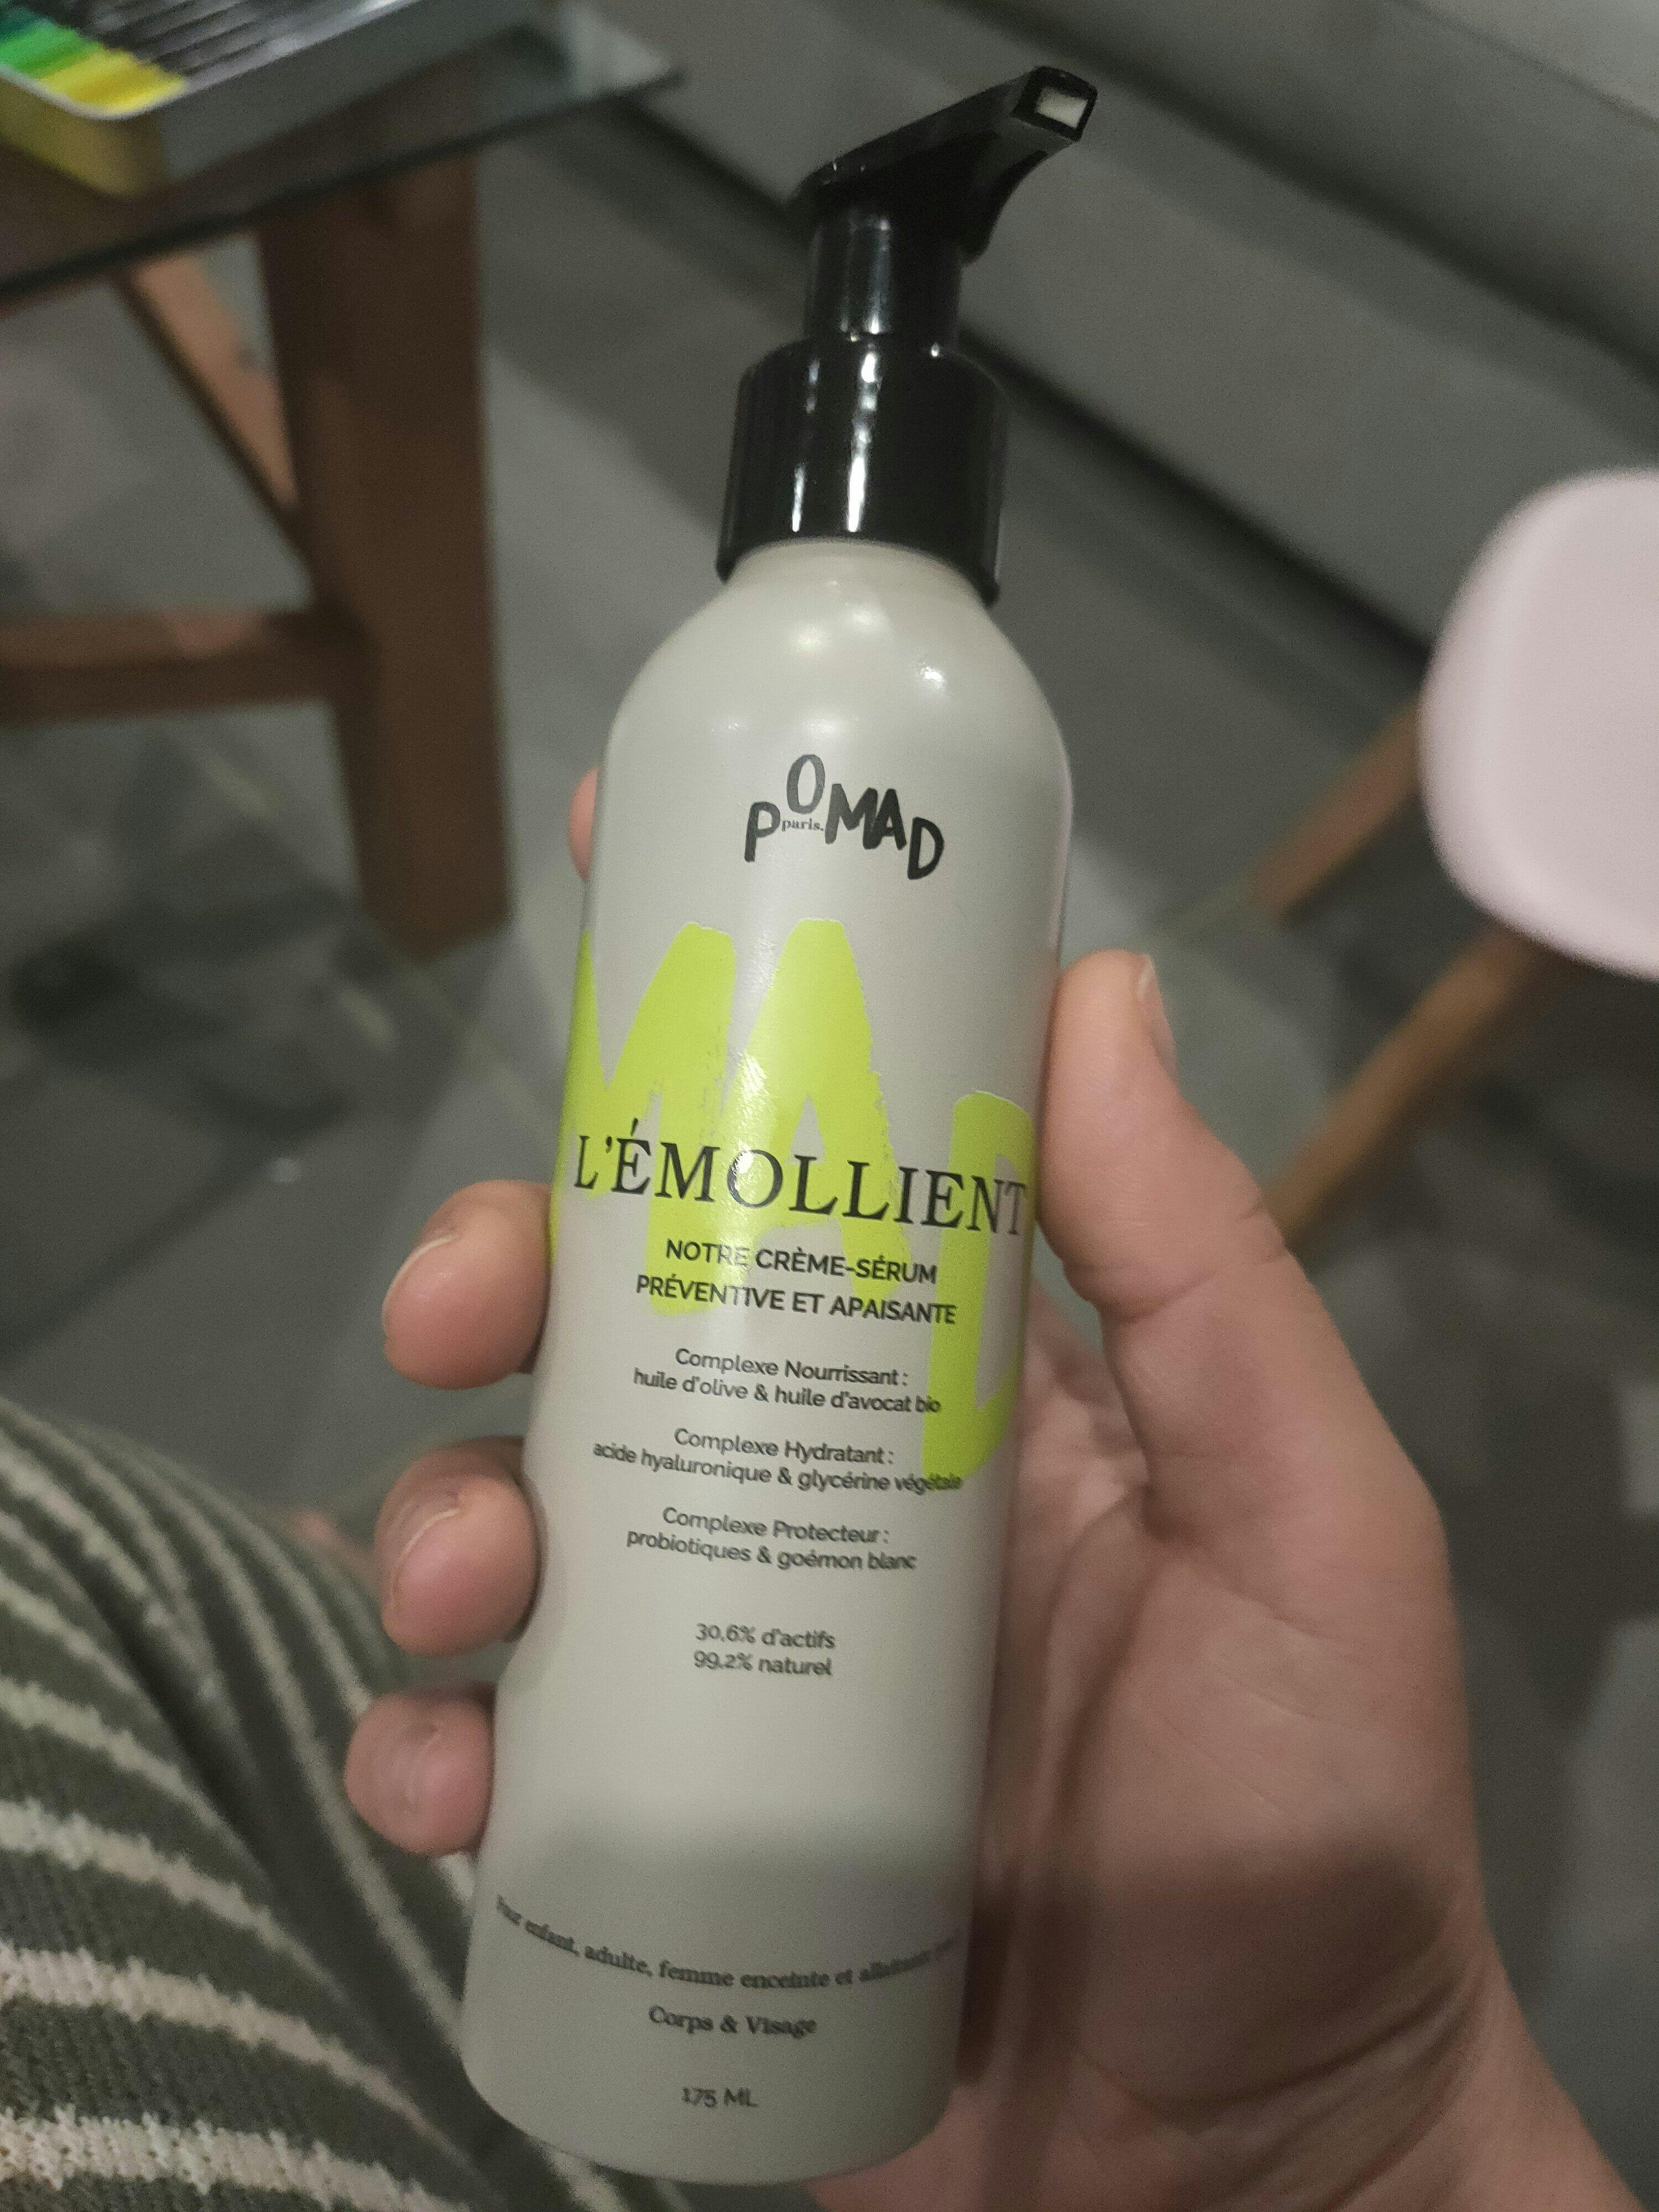 POMAD
paris.
MAD
L'ÉMOLLIENT
NOTRE CRÈME-SÉRUM
PRÉVENTIVE ET APAISANTE
Complexe Nourrissant :
huile d'olive & huile d'avocat bio
Complexe Hydratant :
acide hyaluronique & glycérine végétale
Complexe Protecteur :
probiotiques & goémon blanc
30,6% d'actifs
99,2% naturel
Pour enfant, adulte, femme enceinte et allaitante
Corps & Visage
175 ML